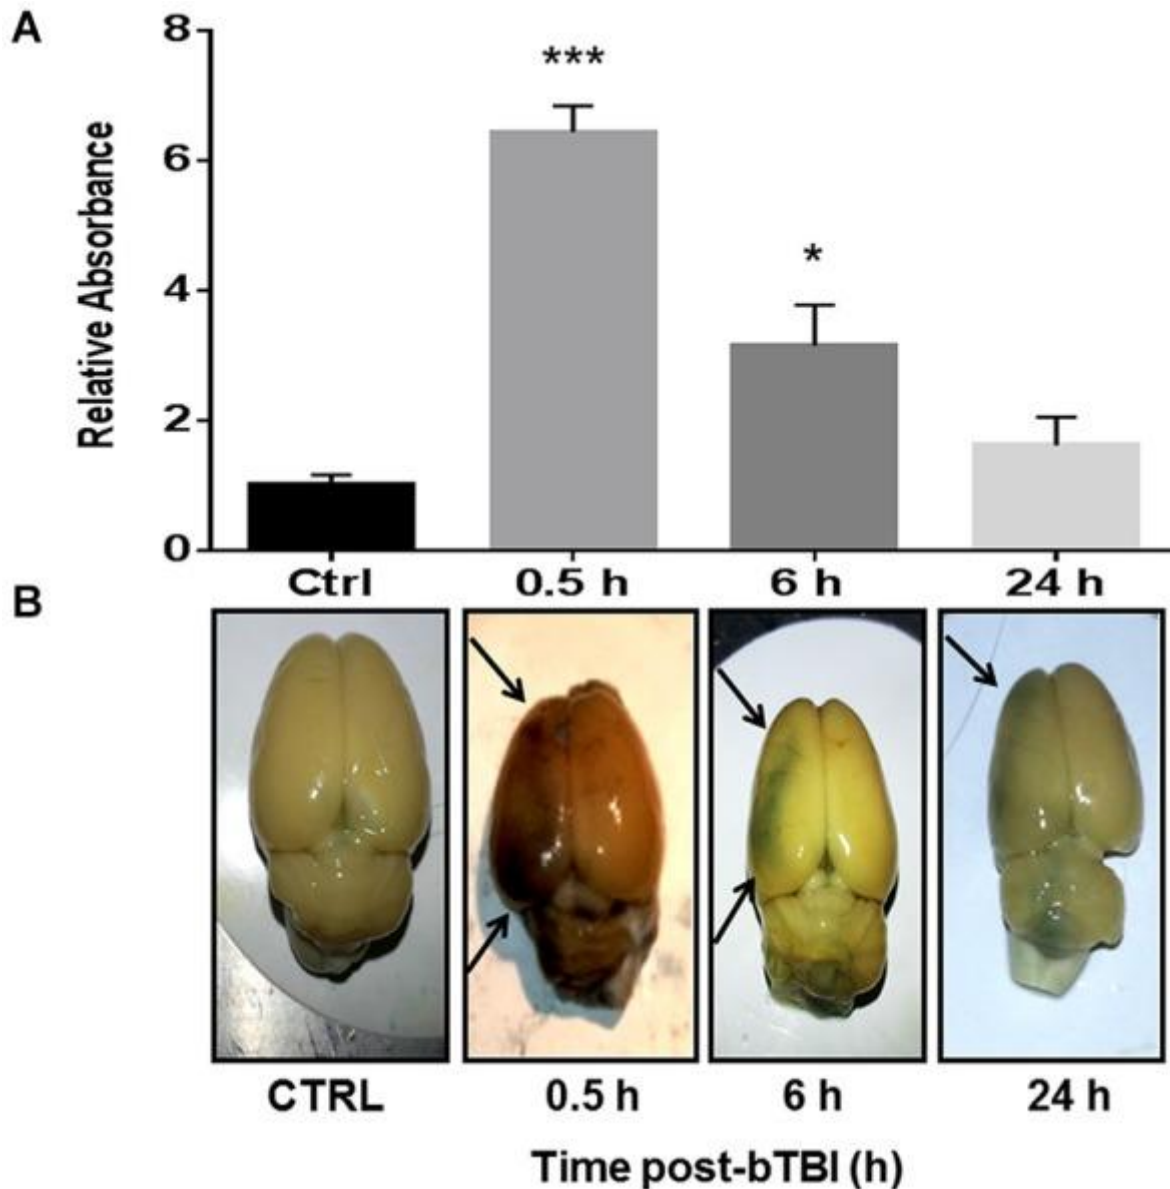 A
Relative Absorbance
8
6
4
2
0
***
*
Ctrl 0.5 h 6 h 24 h
B
CTRL 0.5 h 6 h 24 h
Time post-bTBI (h)